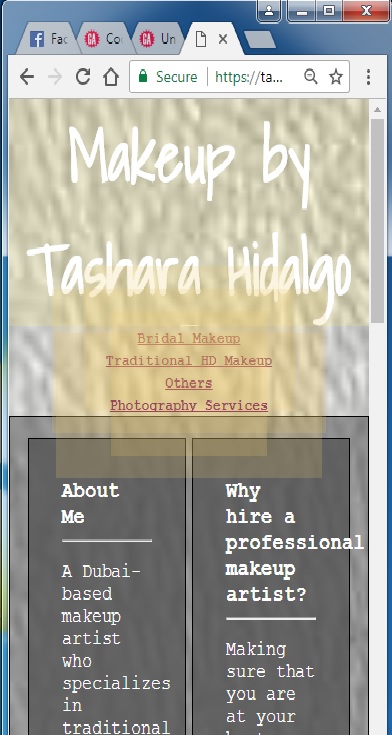 Fac
Co
Un
Secure https://ta...
Makeup by
Tashara Hidalgo
Bridal Makeup
Traditional HD Makeup
Others
Photography Services
About
Me
A Dubai-
based
makeup
artist
who
specializes
in
traditional
Why
hire a
professional
makeup
artist?
Making
sure that
you are
at your